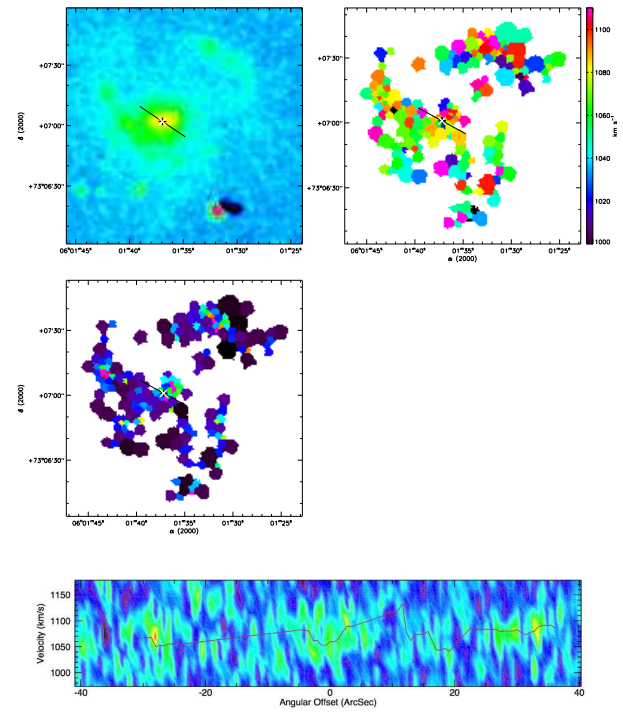 +07'30"
+07'00"
+73°06'30"
δ (2000)
06ʰ01ᵐ45ˢ 01ᵐ40ˢ 01ᵐ35ˢ 01ᵐ30ˢ 01ᵐ25ˢ
+07'30"
+07'00"
+73°06'30"
06ʰ01ᵐ45ˢ 01ᵐ40ˢ 01ᵐ35ˢ 01ᵐ30ˢ 01ᵐ25ˢ
α (2000)
1100
1080
1060
1040
1020
1000
+07'30"
+07'00"
+73°06'30"
δ (2000)
06ʰ01ᵐ45ˢ 01ᵐ40ˢ 01ᵐ35ˢ 01ᵐ30ˢ 01ᵐ25ˢ
α (2000)
Velocity (km/s)
1150
1100
1050
1000
-40 -20 0 20 40
Angular Offset (ArcSec)